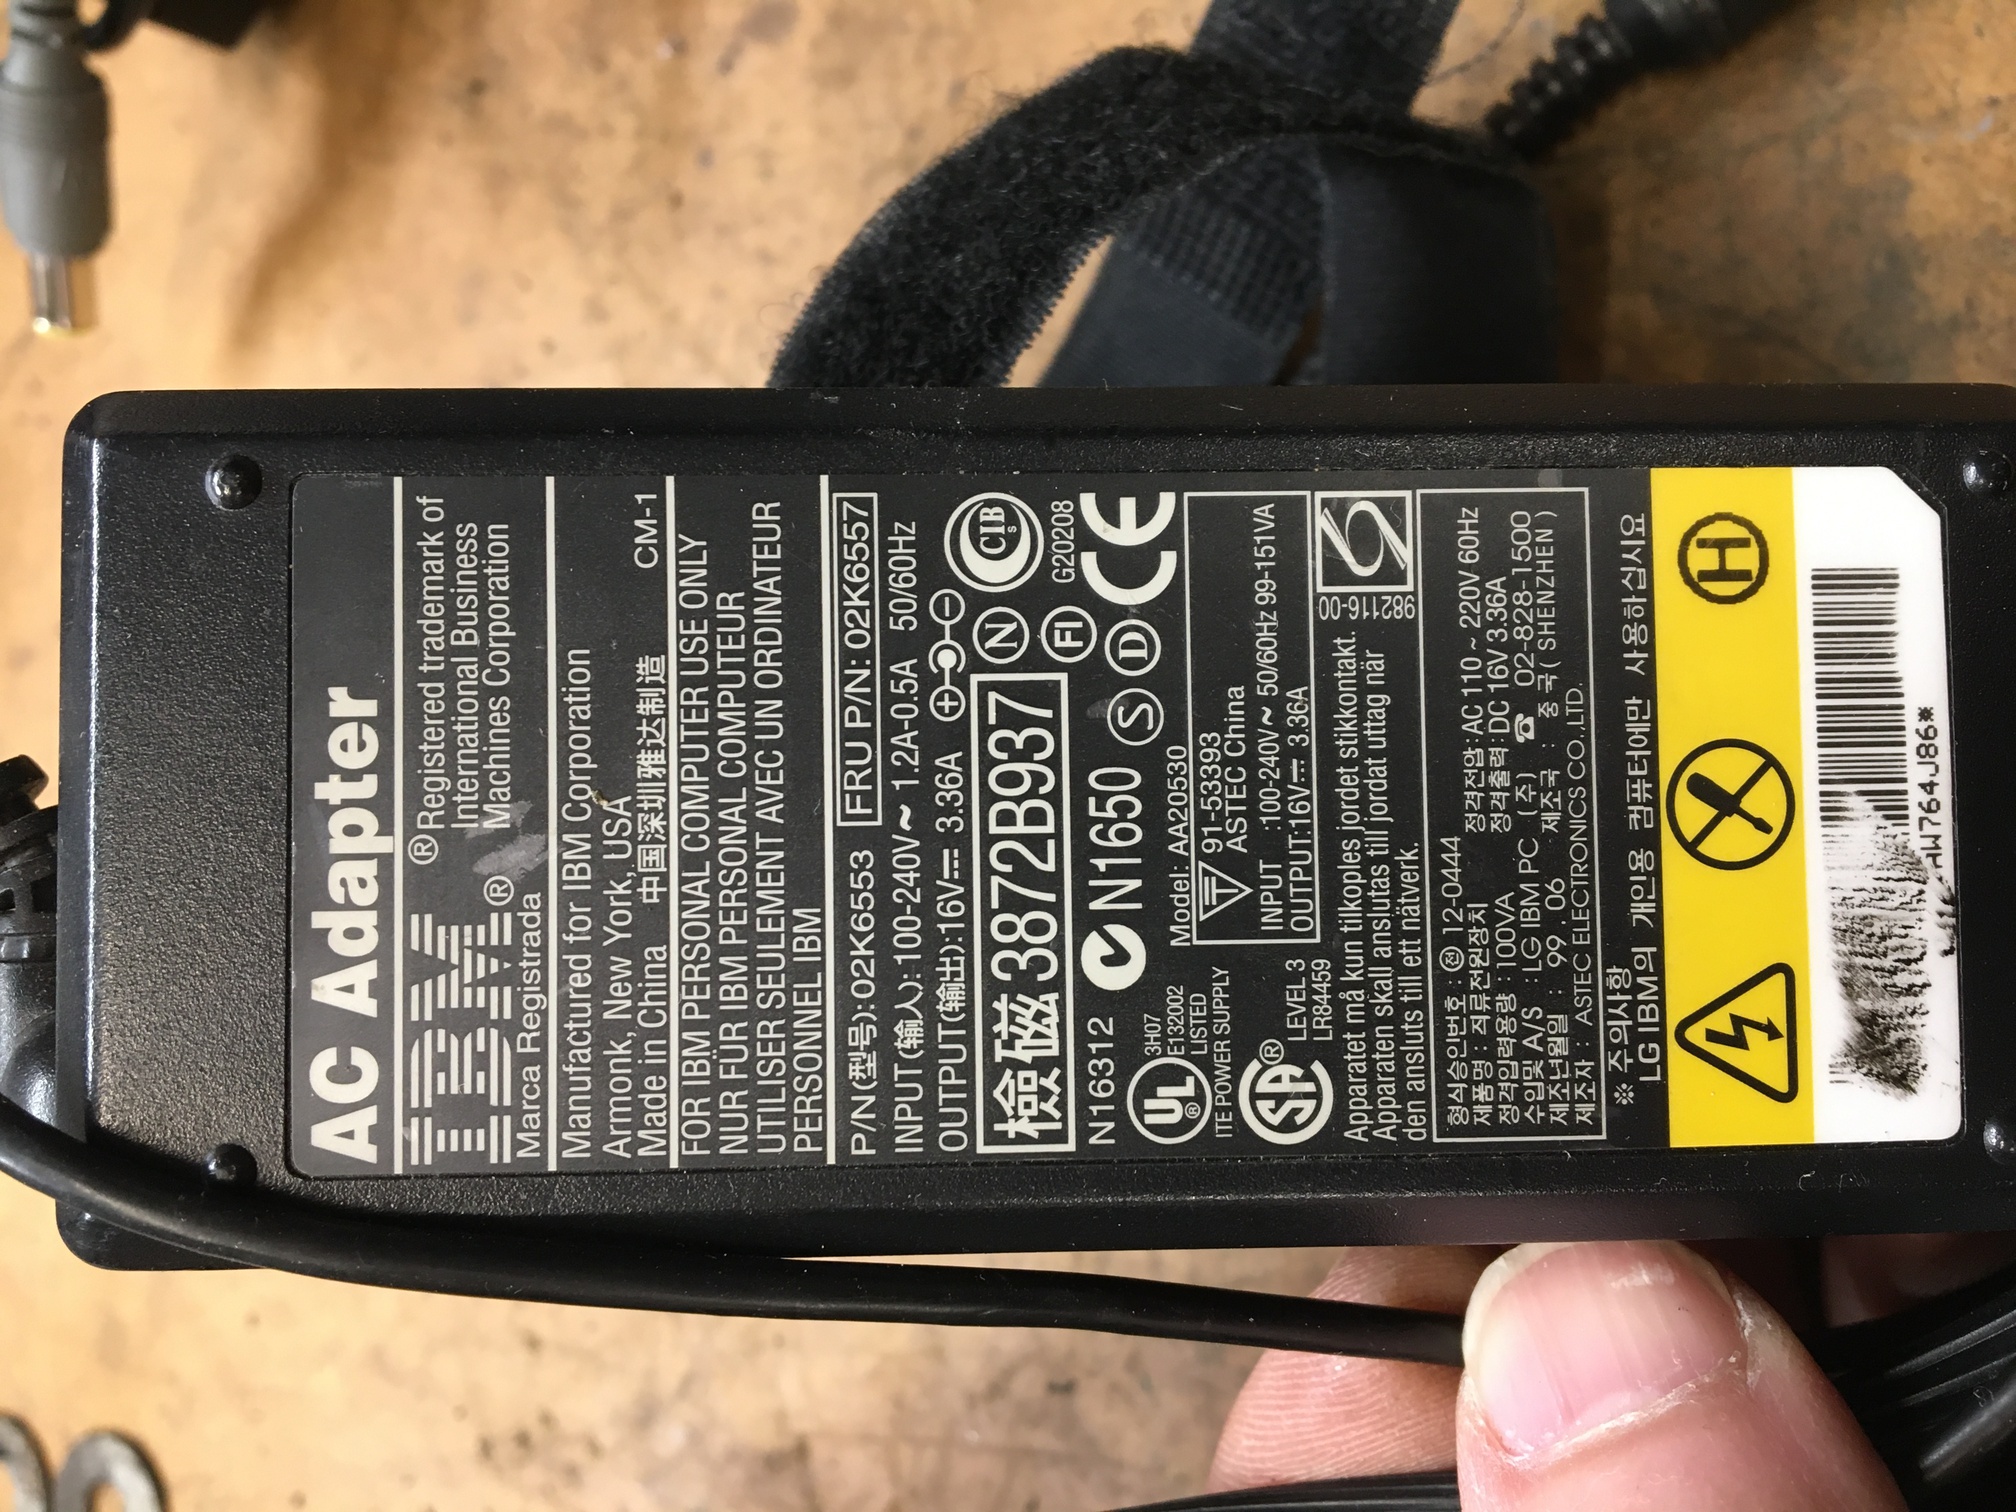 AC Adapter
IBM®
Marca Registrada
®Registered trademark of
International Business
Machines Corporation
Manufactured for IBM Corporation
Armonk, New York, USA
Made in China 中国深圳雅达制造 CM-1
FOR IBM PERSONAL COMPUTER USE ONLY
NUR FÜR IBM PERSONAL COMPUTER
UTILISER SEULEMENT AVEC UN ORDINATEUR
PERSONNEL IBM
P/N(型号): 02K6553 FRU P/N: 02K6557
INPUT(输入): 100-240V~ 1.2A-0.5A 50/60Hz
OUTPUT(输出):16V⎓ 3.36A
檢磁 3872B937
N
CIB
S
FI
G20208
N16312
N1650
S
D
CE
UL®
3H07
E132002
LISTED
ITE POWER SUPPLY
Model: AA20530
91-53393
ASTEC China
INPUT :100-240V~ 50/60Hz 99-151VA
OUTPUT:16V⎓ 3.36A
SA®
LEVEL 3
LR84459
982116-00
Apparatet må kun tilkoples jordet stikkontakt.
Apparaten skall anslutas till jordat uttag när
den ansluts till ett nätverk.
형식승인번호 : 전 12-0444
제품명 : 직류전원장치
정격전압 : AC 110 ~ 220V 60Hz
정격입력용량 : 100VA
정격출력 : DC 16V 3.36A
수입및 A/S : LG IBM PC (주) ☎ 02-828-1500
제조년월일 : 99 . 06 제조국 : 중 국 ( SHENZHEN )
제조자 : ASTEC ELECTRONICS CO.,LTD.
※ 주의사항
LG IBM의 개인용 컴퓨터에만 사용하십시요
H
AW764J86※